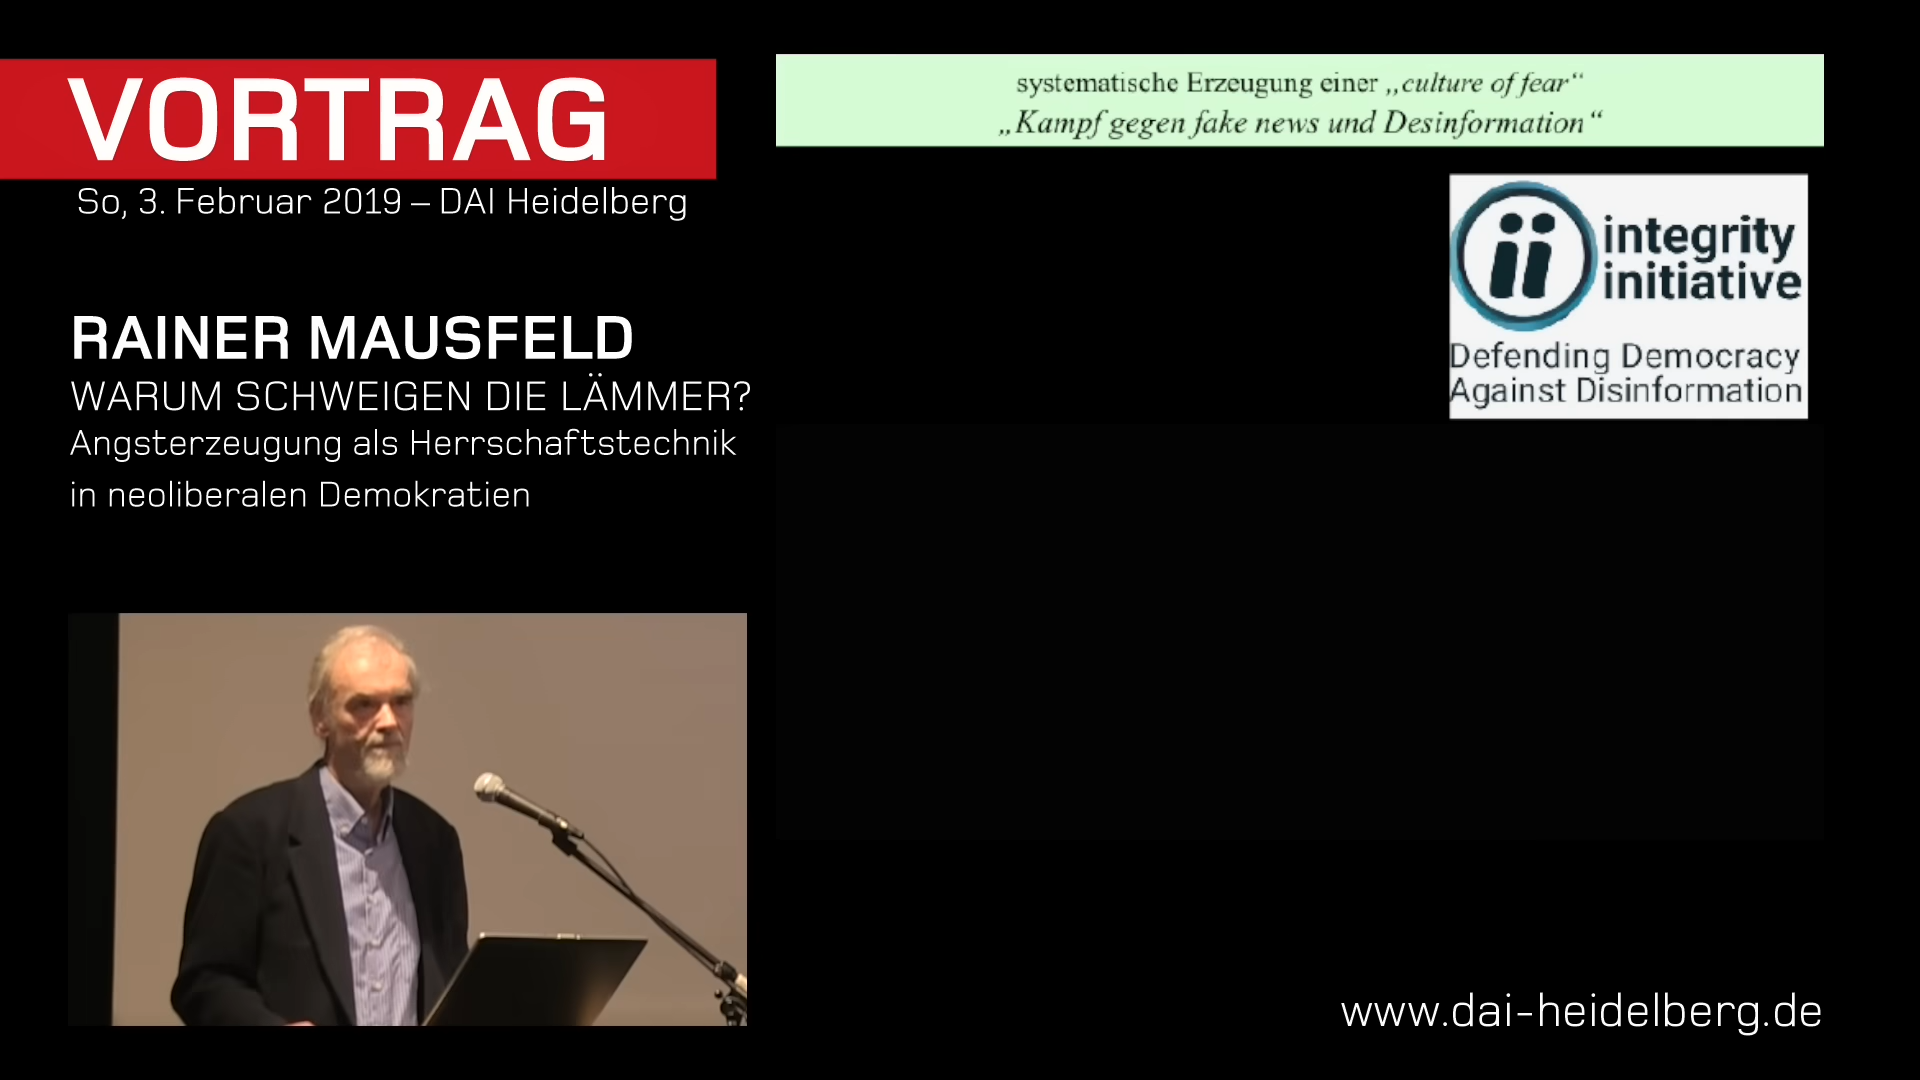 VORTRAG
So, 3. Februar 2019 – DAI Heidelberg
RAINER MAUSFELD
WARUM SCHWEIGEN DIE LÄMMER?
Angsterzeugung als Herrschaftstechnik
in neoliberalen Demokratien
systematische Erzeugung einer „culture of fear“
„Kampf gegen fake news und Desinformation“
ii integrity
initiative
Defending Democracy
Against Disinformation
www.dai-heidelberg.de